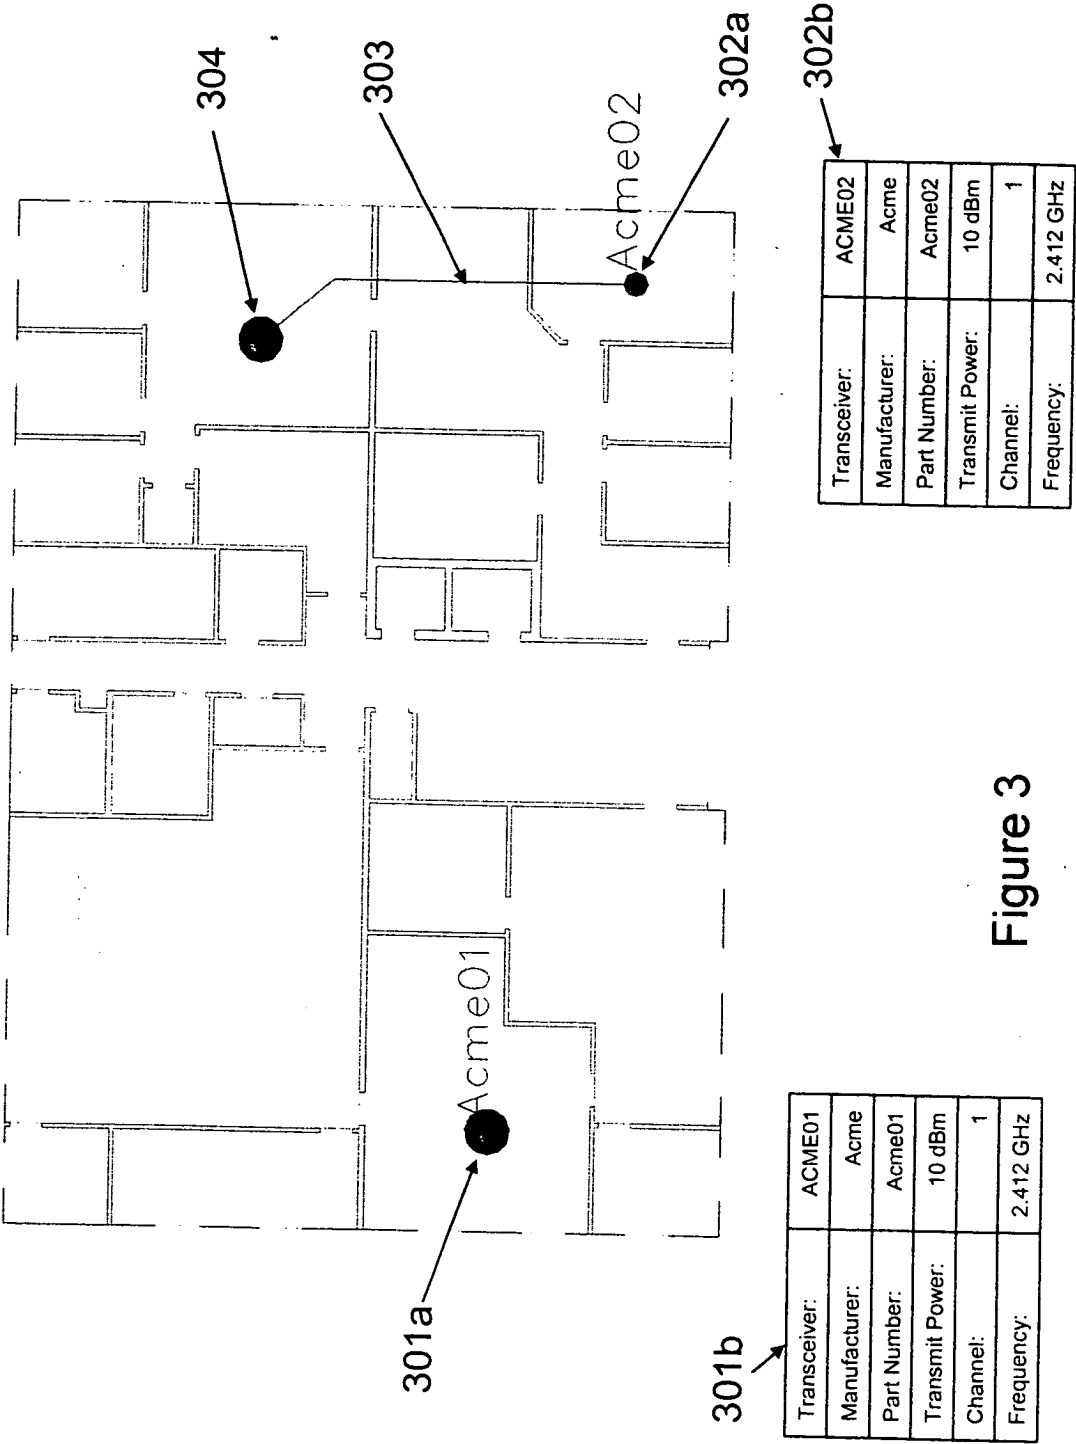 304
303
302a
Acme02
Acme01
301a
301b
Transceiver: ACME01
Manufacturer: Acme
Part Number: Acme01
Transmit Power: 10 dBm
Channel: 1
Frequency: 2.412 GHz
302b
Transceiver: ACME02
Manufacturer: Acme
Part Number: Acme02
Transmit Power: 10 dBm
Channel: 1
Frequency: 2.412 GHz
Figure 3